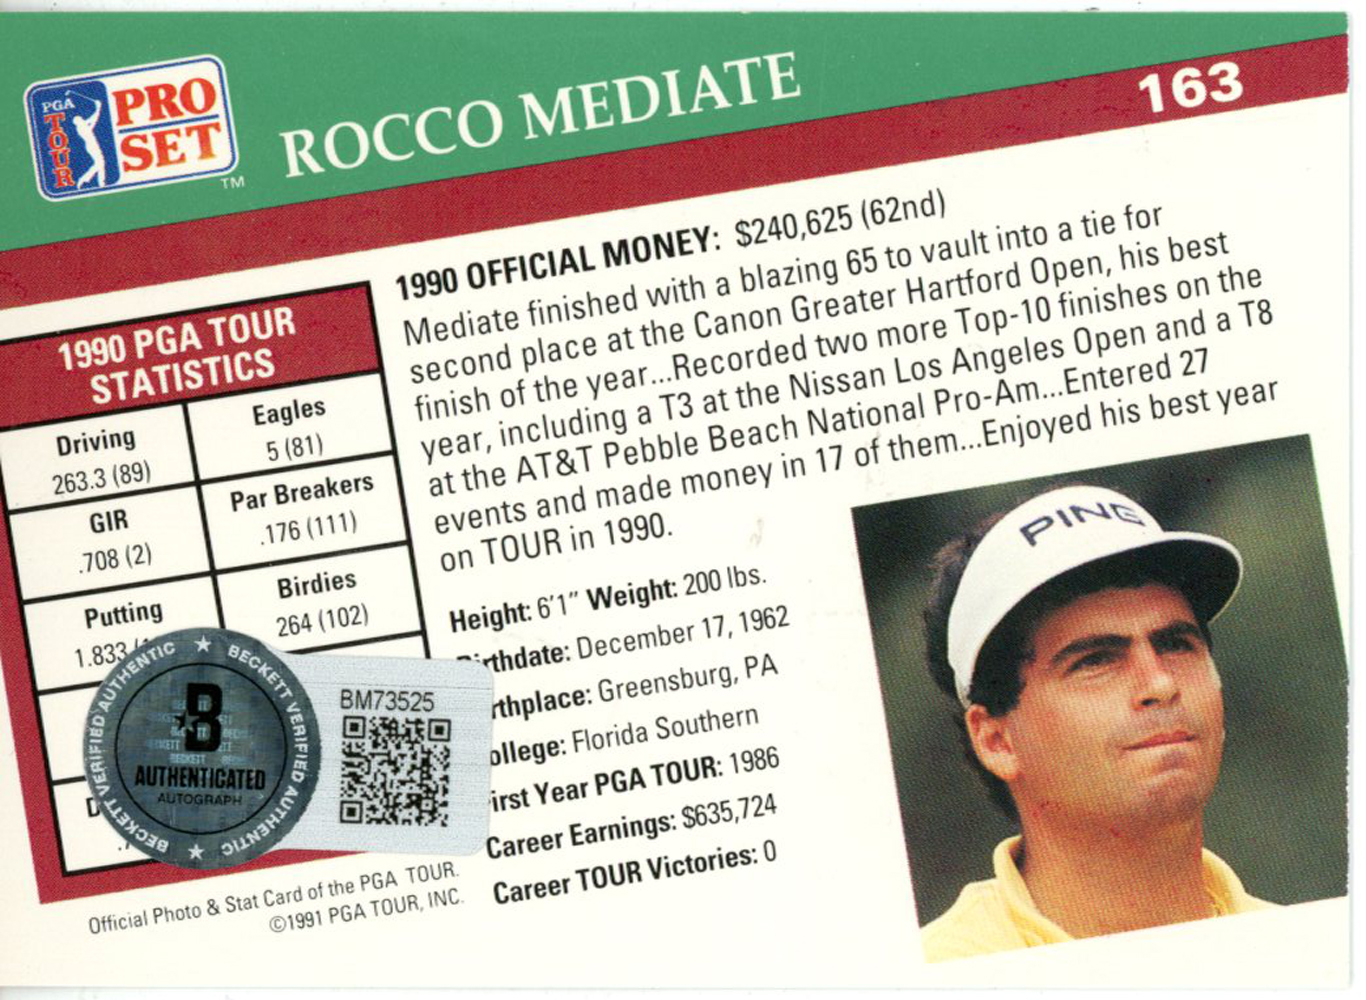 PGA TOUR
PRO
SET
TM
ROCCO MEDIATE
163
1990 OFFICIAL MONEY: $240,625 (62nd)
Mediate finished with a blazing 65 to vault into a tie for
second place at the Canon Greater Hartford Open, his best
finish of the year...Recorded two more Top-10 finishes on the
year, including a T3 at the Nissan Los Angeles Open and a T8
at the AT&T Pebble Beach National Pro-Am...Entered 27
events and made money in 17 of them...Enjoyed his best year
on TOUR in 1990.
1990 PGA TOUR
STATISTICS
Driving
263.3 (89)
Eagles
5 (81)
GIR
.708 (2)
Par Breakers
.176 (111)
Putting
1.833
Birdies
264 (102)
D
Height: 6'1" Weight: 200 lbs.
rthdate: December 17, 1962
rthplace: Greensburg, PA
ollege: Florida Southern
irst Year PGA TOUR: 1986
Career Earnings: $635,724
Career TOUR Victories: 0
PING
BECKETT VERIFIED AUTHENTIC ★ BECKETT VERIFIED AUTHENTIC ★
B
AUTHENTICATED
AUTOGRAPH
BM73525
Official Photo & Stat Card of the PGA TOUR.
©1991 PGA TOUR, INC.